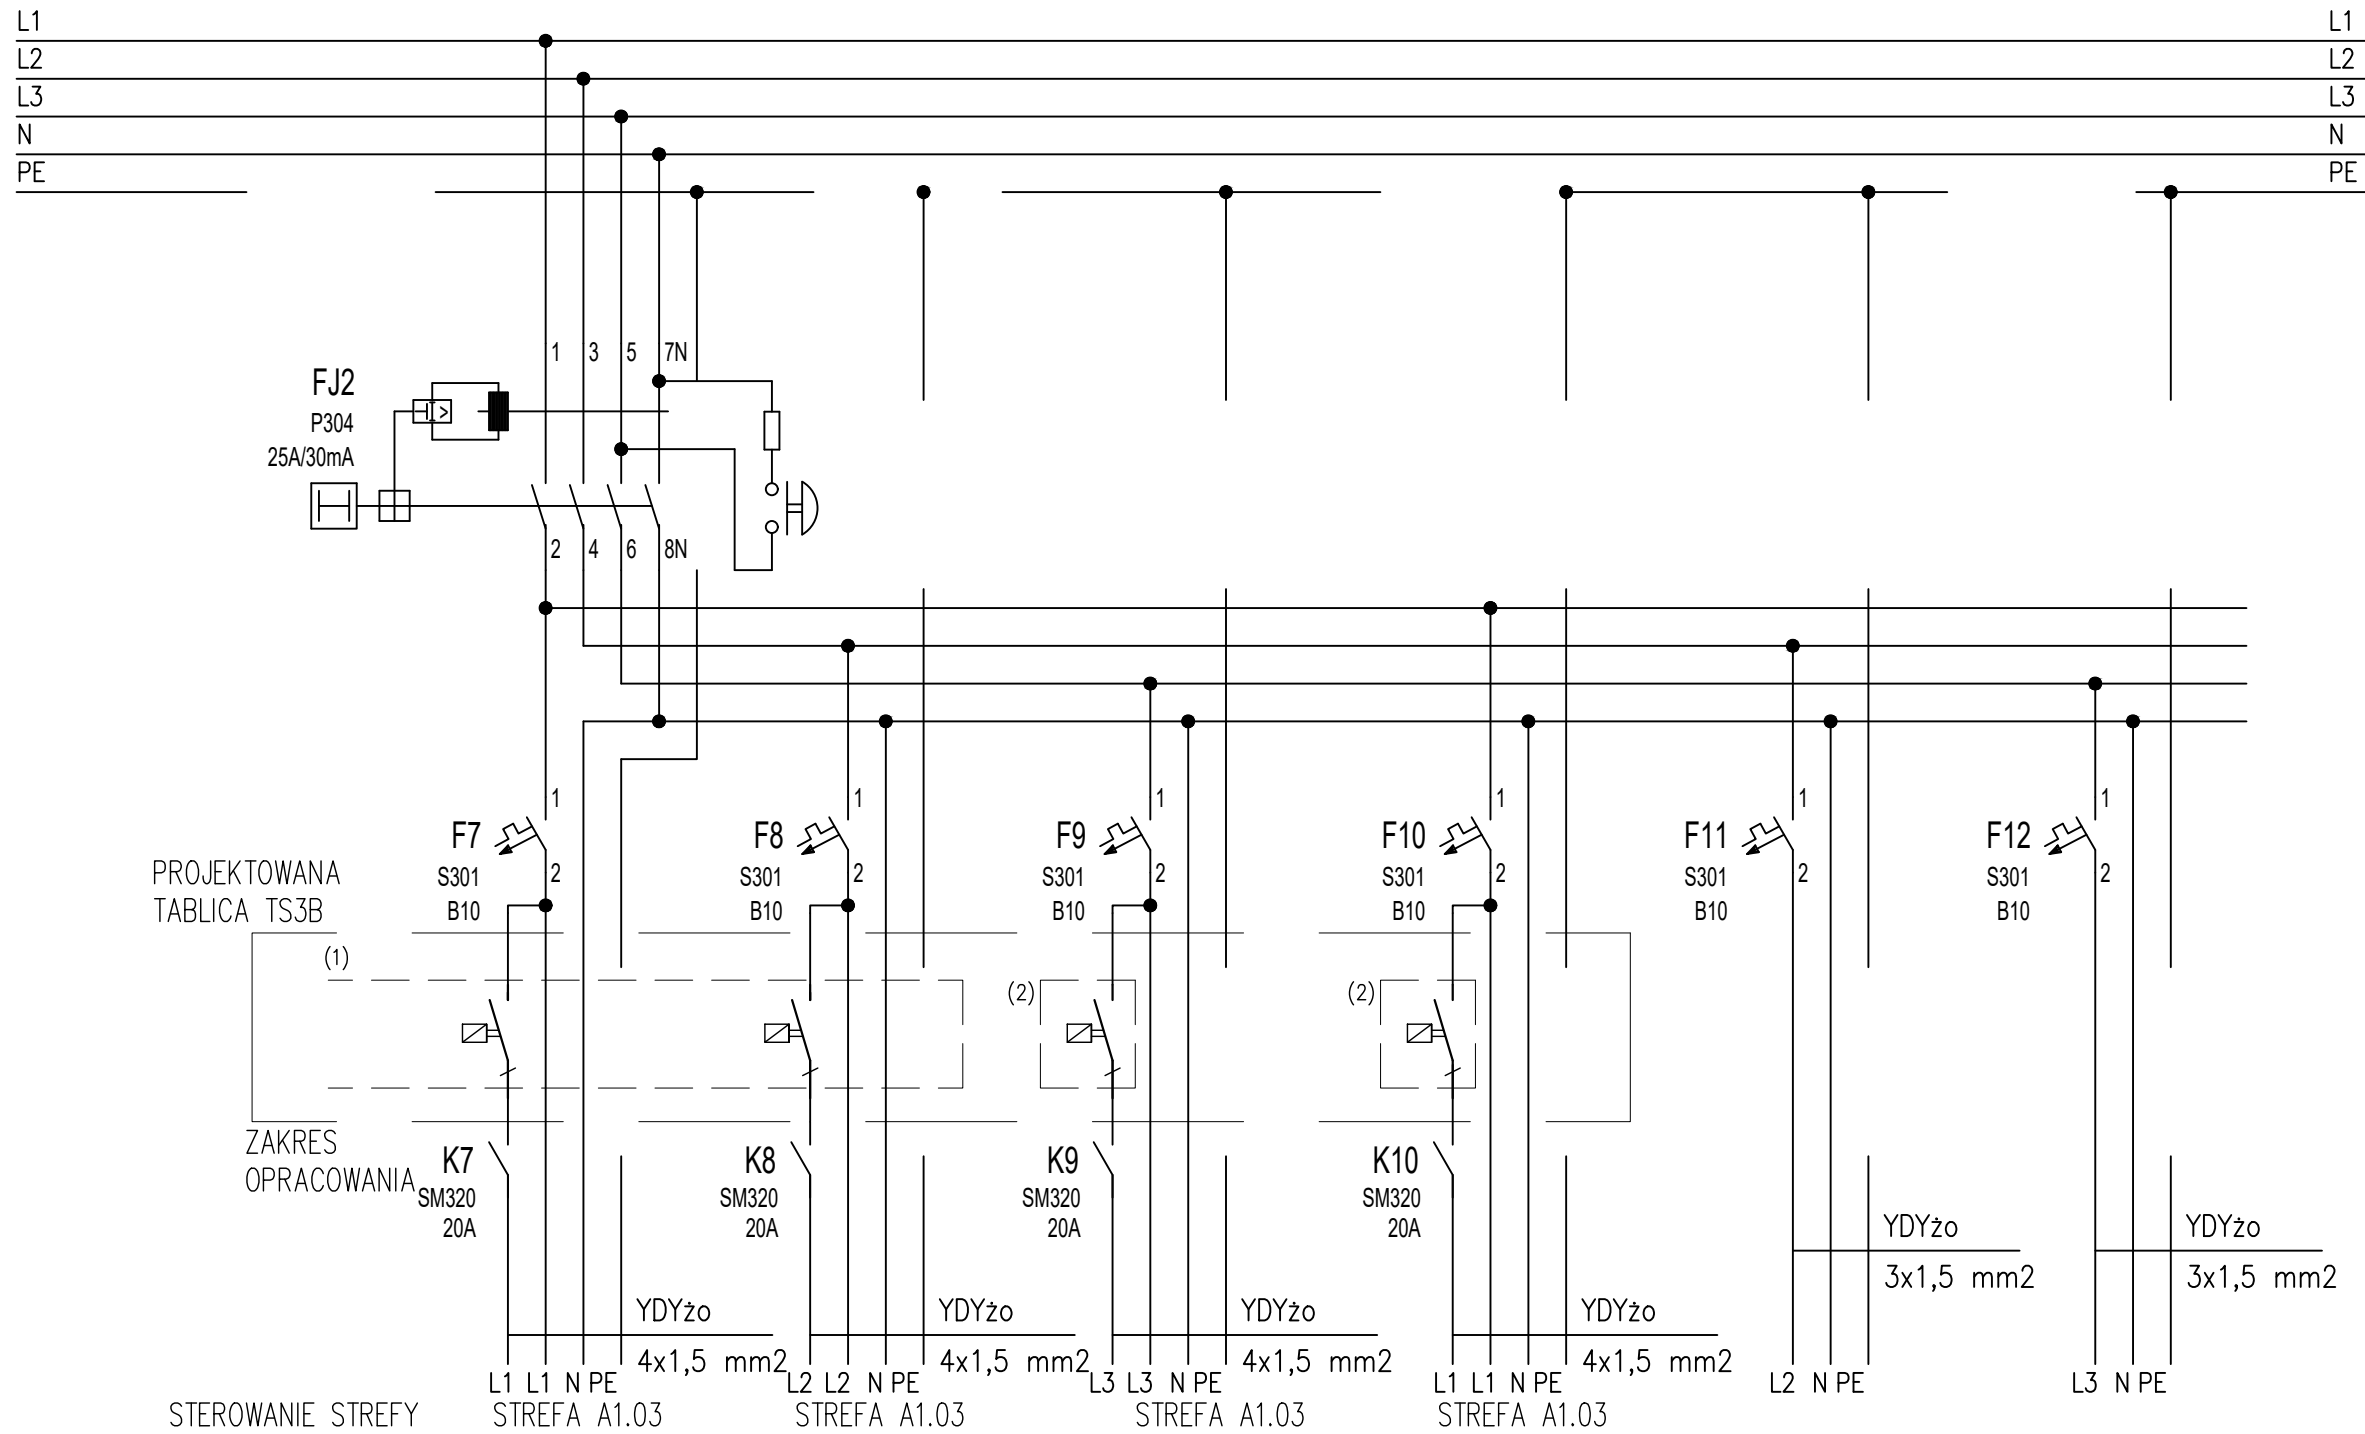 L1 L1
L2 L2
L3 L3
N N
PE PE
1 3 5 7N
FJ2
P304
25A/30mA
2 4 6 8N
1 1 1 1 1 1
F7 F8 F9 F10 F11 F12
S301 S301 S301 S301 S301 S301
2 2 2 2 2 2
B10 B10 B10 B10 B10 B10
PROJEKTOWANA
TABLICA TS3B
(1)
(2) (2)
ZAKRES
OPRACOWANIA
K7 K8 K9 K10
SM320 SM320 SM320 SM320
20A 20A 20A 20A
YDYżo YDYżo
3x1,5 mm2 3x1,5 mm2
YDYżo YDYżo YDYżo YDYżo
4x1,5 mm2 4x1,5 mm2 4x1,5 mm2 4x1,5 mm2
L1 L1 N PE L2 L2 N PE L3 L3 N PE L1 L1 N PE L2 N PE L3 N PE
STEROWANIE STREFY STREFA A1.03 STREFA A1.03 STREFA A1.03 STREFA A1.03